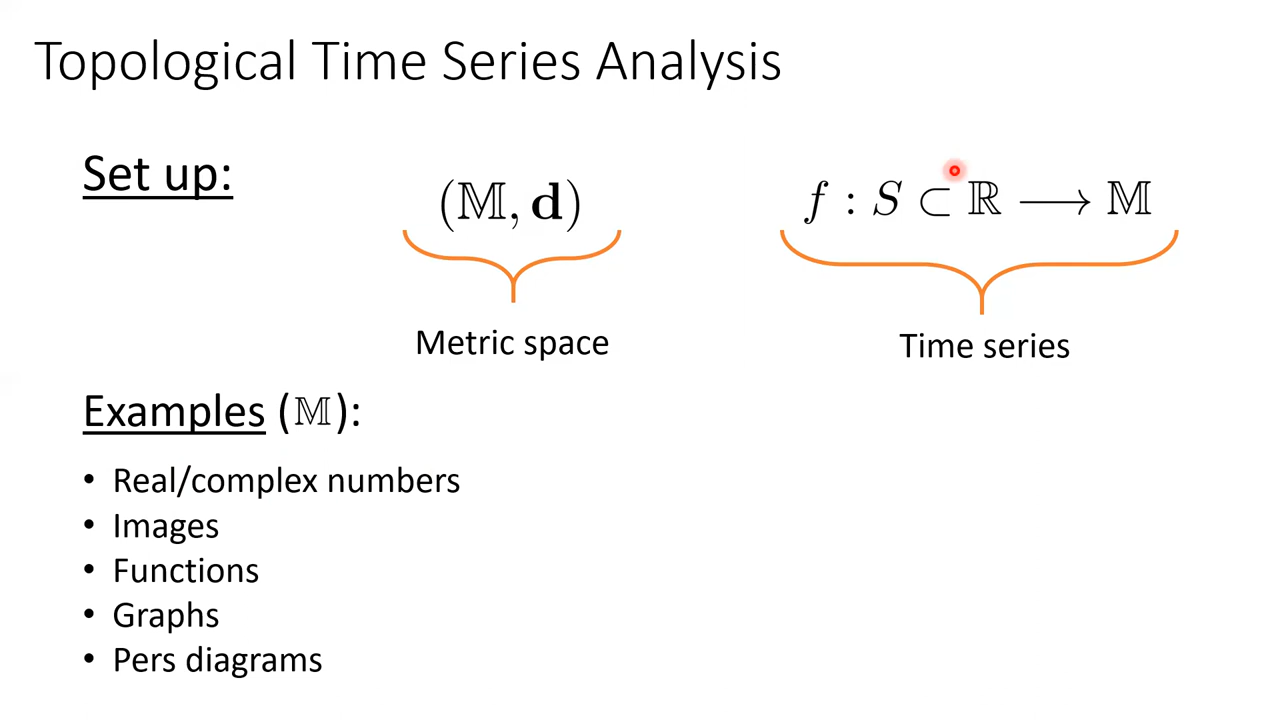 Topological Time Series Analysis
Set up:
(𝕄, 𝐝)
f : S ⊂ ℝ ⟶ 𝕄
Metric space
Time series
Examples (𝕄):
• Real/complex numbers
• Images
• Functions
• Graphs
• Pers diagrams